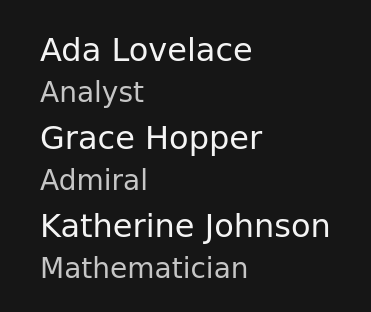 Ada Lovelace
Analyst
Grace Hopper
Admiral
Katherine Johnson
Mathematician